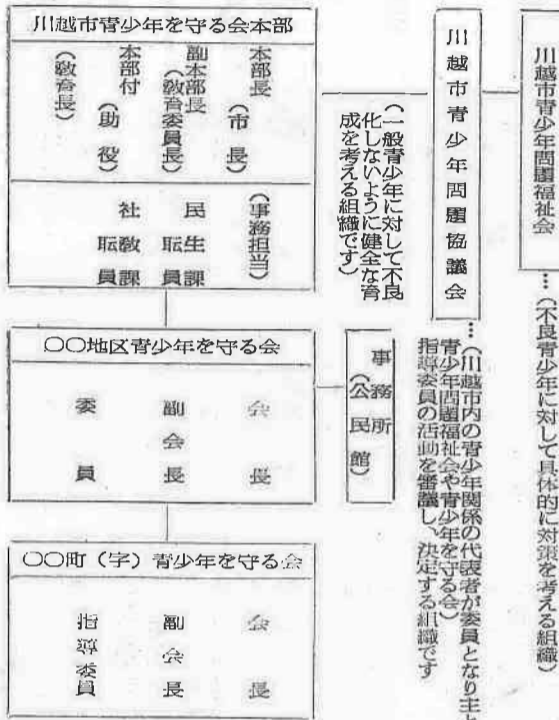 川越市青少年問題福祉会
…(不良青少年に対して具体的に対策を考える組織)
川越市青少年問題協議会
…(川越市内の青少年関係の代表者が委員となり主と
青少年問題福祉会や青少年を守る会)
指導委員の活動を審議し、決定する組織です
(一般青少年に対して不良
化しないように健全な育
成を考える組織です)
川越市青少年を守る会本部
本部長
(市長)
副本部長
(教育委員長)
本部付
(助役)
(教育長)
(事務担当)
民生課
転員
社教課
転員
事務所
(公民館)
〇〇地区青少年を守る会
会長
副会長
委員
〇〇町(字)青少年を守る会
会長
副会長
指導委員